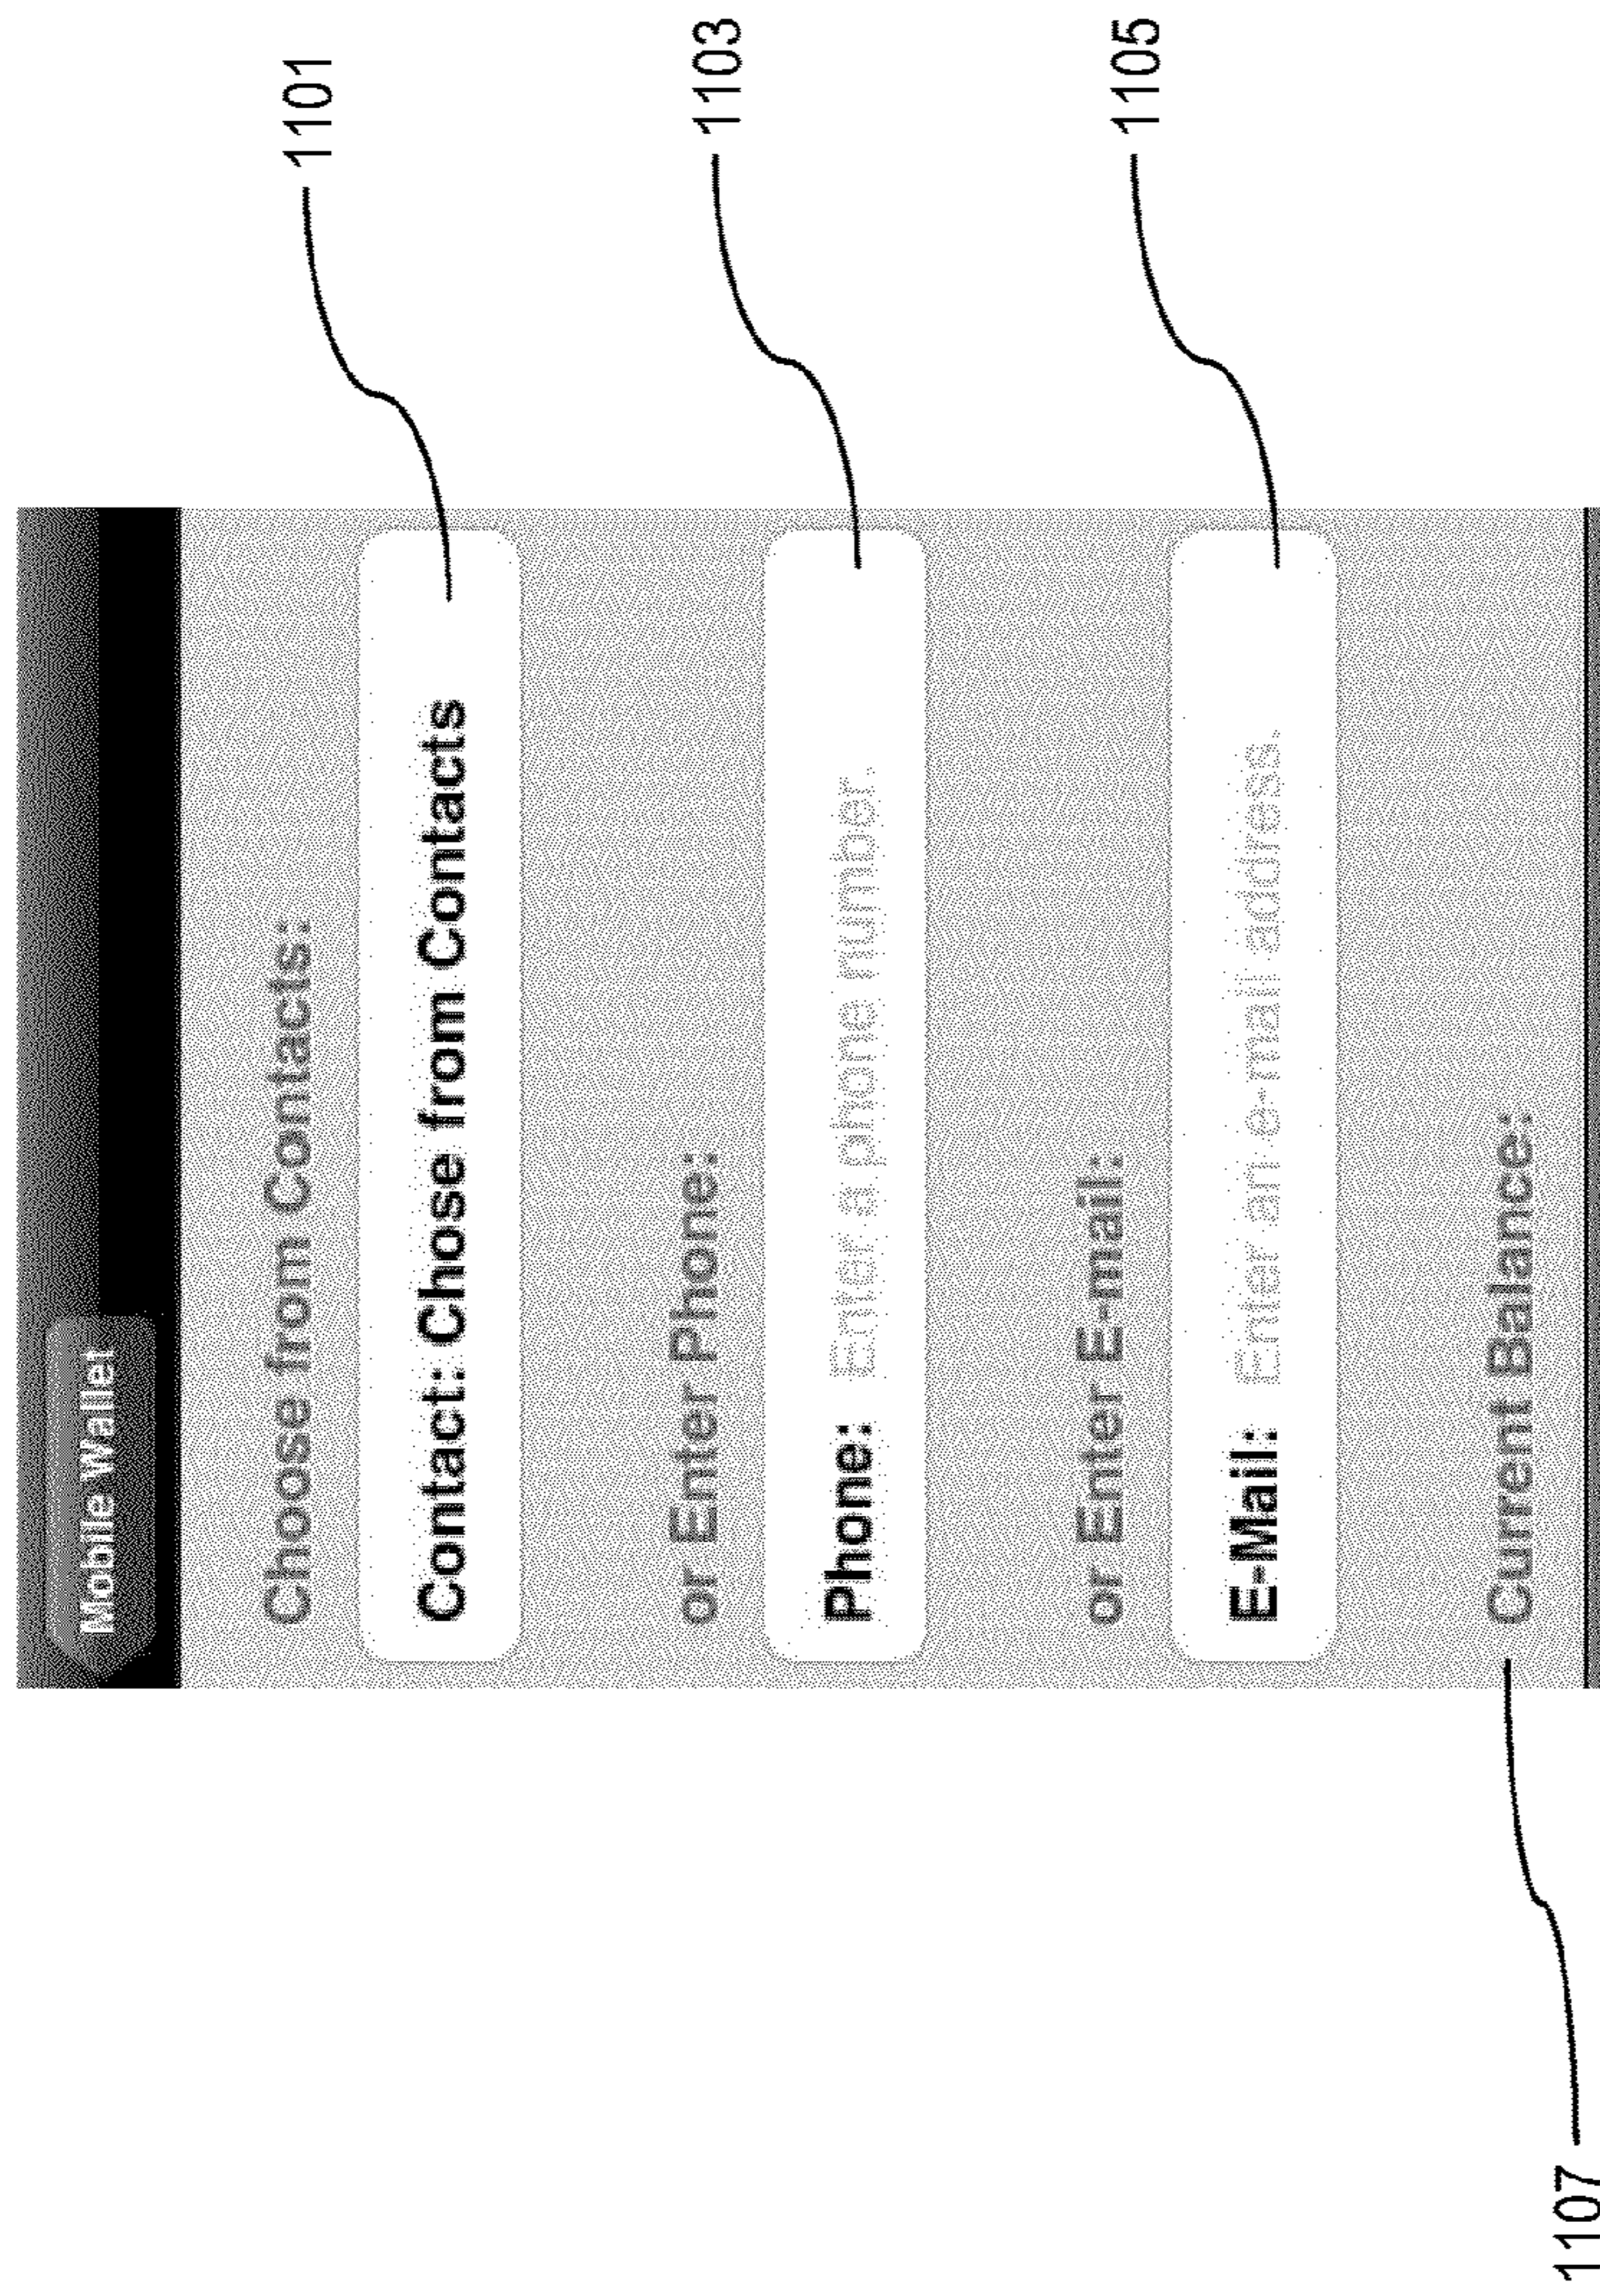 Mobile Wallet
Choose from Contacts:
Contact: Chose from Contacts
1101
or Enter Phone:
Phone: Enter a phone number.
1103
or Enter E-mail:
E-Mail: Enter an e-mail address.
1105
Current Balance:
1107